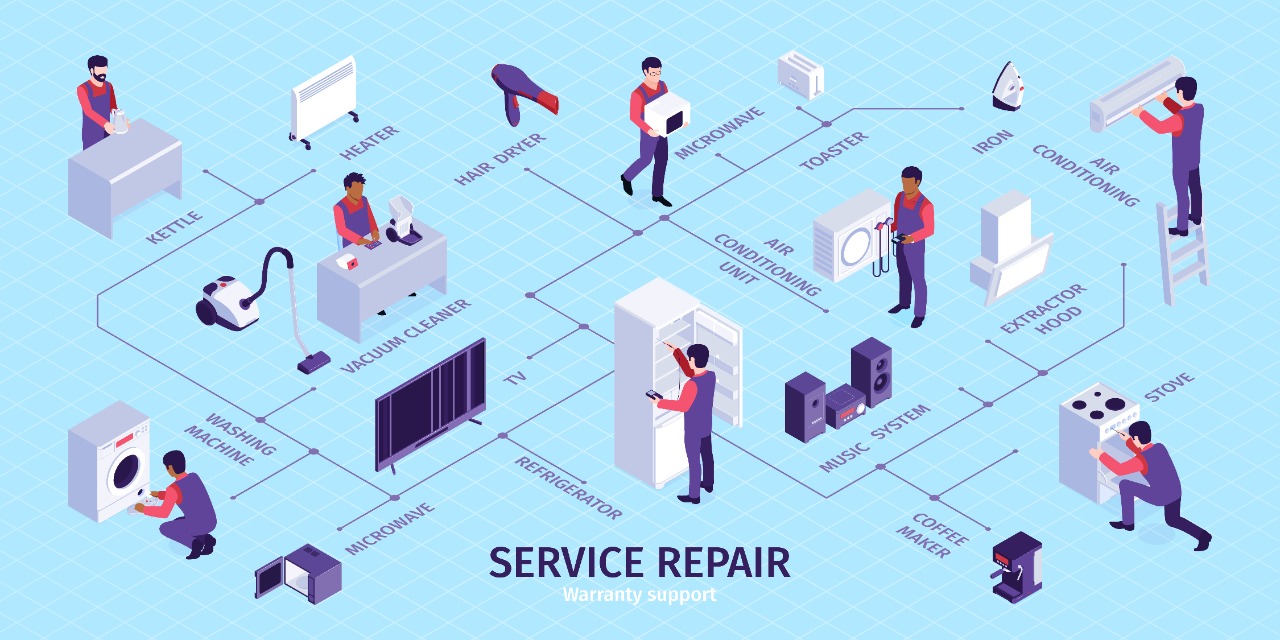 KETTLE
HEATER
HAIR DRYER
MICROWAVE
TOASTER
IRON
AIR
CONDITIONING
VACUUM CLEANER
AIR
CONDITIONING
UNIT
EXTRACTOR
HOOD
WASHING
MACHINE
TV
MICROWAVE
REFRIGERATOR
MUSIC SYSTEM
STOVE
COFFEE
MAKER
SERVICE REPAIR
Warranty support